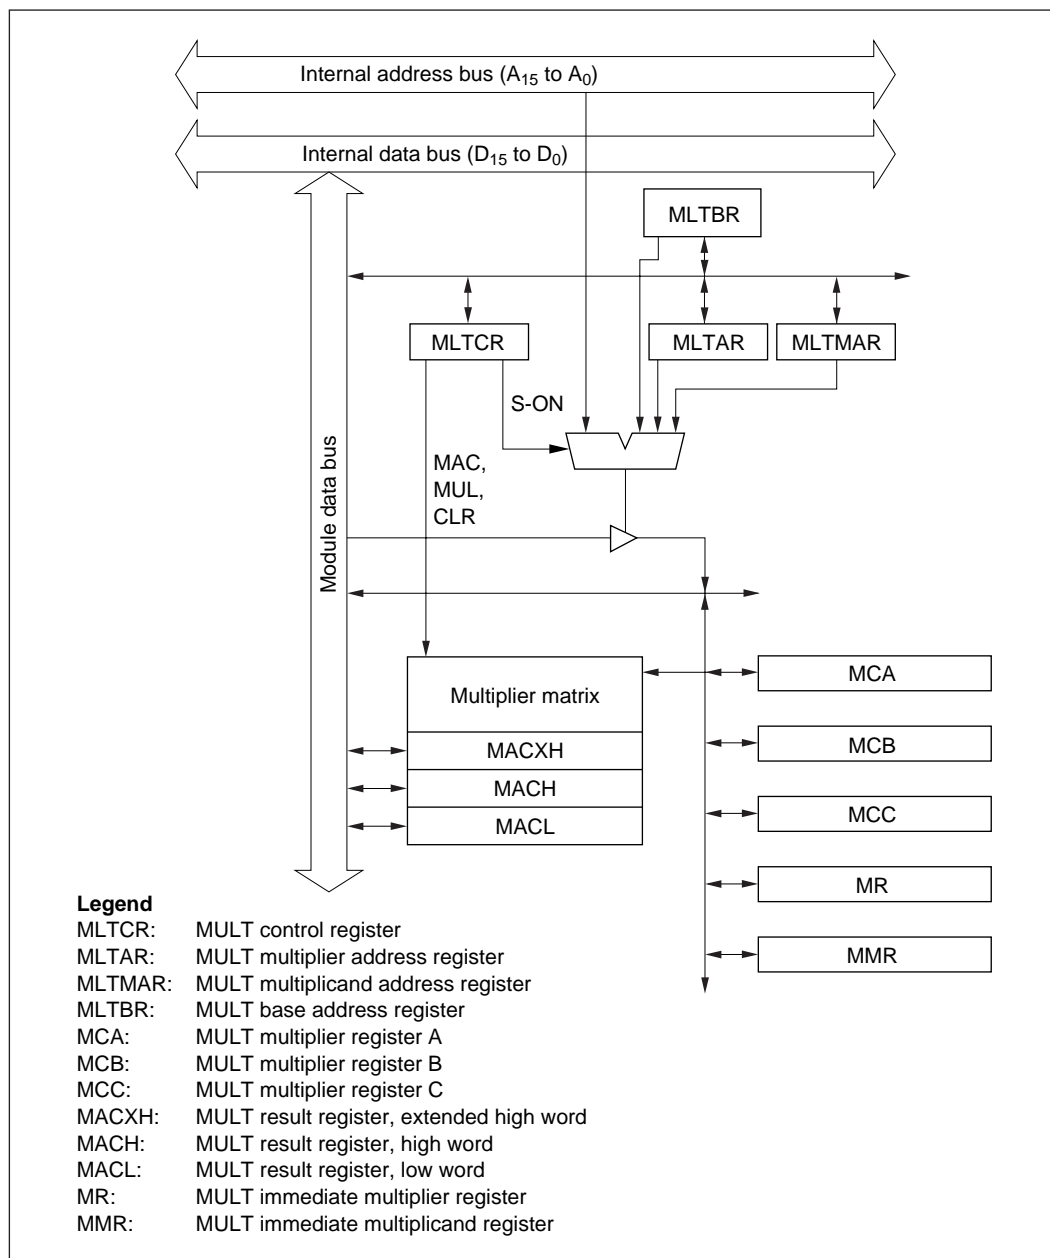 Internal address bus (A15 to A0)
Internal data bus (D15 to D0)
MLTBR
MLTCR
MLTAR
MLTMAR
S-ON
MAC,
MUL,
CLR
Module data bus
Multiplier matrix
MACXH
MACH
MACL
MCA
MCB
MCC
MR
MMR
Legend
MLTCR: MULT control register
MLTAR: MULT multiplier address register
MLTMAR: MULT multiplicand address register
MLTBR: MULT base address register
MCA: MULT multiplier register A
MCB: MULT multiplier register B
MCC: MULT multiplier register C
MACXH: MULT result register, extended high word
MACH: MULT result register, high word
MACL: MULT result register, low word
MR: MULT immediate multiplier register
MMR: MULT immediate multiplicand register